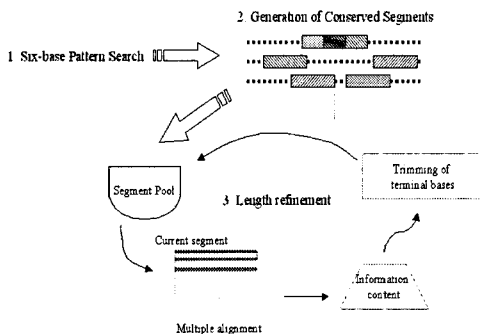 2. Generation of Conserved Segments
1 Six-base Pattern Search
Segment Pool
3 Length refinement
Trimming of
terminal bases
Current segment
Information
content
Multiple alignment